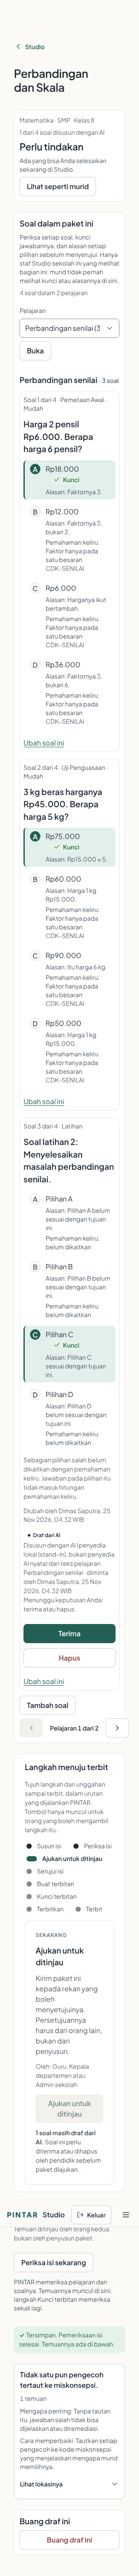 Studio
Perbandingan
dan Skala
Matematika · SMP · Kelas 8
1 dari 4 soal disusun dengan AI
Perlu tindakan
Ada yang bisa Anda selesaikan
sekarang di Studio.
Lihat seperti murid
Soal dalam paket ini
Periksa setiap soal, kunci
jawabannya, dan alasan setiap
pilihan sebelum menyetujui. Hanya
staf Studio sekolah ini yang melihat
bagian ini: murid tidak pernah
melihat kunci atau alasannya di sini.
4 soal dalam 2 pelajaran
Pelajaran
Perbandingan senilai (3
Buka
Perbandingan senilai · 3 soal
Soal 1 dari 4 · Pemetaan Awal ·
Mudah
Harga 2 pensil
Rp6.000. Berapa
harga 6 pensil?
A Rp18.000
Kunci
Alasan: Faktornya 3.
B Rp12.000
Alasan: Faktornya 3,
bukan 2.
Pemahaman keliru:
Faktor hanya pada
satu besaran
CDK-SENILAI
C Rp6.000
Alasan: Harganya ikut
bertambah.
Pemahaman keliru:
Faktor hanya pada
satu besaran
CDK-SENILAI
D Rp36.000
Alasan: Faktornya 3,
bukan 6.
Pemahaman keliru:
Faktor hanya pada
satu besaran
CDK-SENILAI
Ubah soal ini
Soal 2 dari 4 · Uji Penguasaan ·
Mudah
3 kg beras harganya
Rp45.000. Berapa
harga 5 kg?
A Rp75.000
Kunci
Alasan: Rp15.000 × 5.
B Rp60.000
Alasan: Harga 1 kg
Rp15.000.
Pemahaman keliru:
Faktor hanya pada
satu besaran
CDK-SENILAI
C Rp90.000
Alasan: Itu harga 6 kg.
Pemahaman keliru:
Faktor hanya pada
satu besaran
CDK-SENILAI
D Rp50.000
Alasan: Harga 1 kg
Rp15.000.
Pemahaman keliru:
Faktor hanya pada
satu besaran
CDK-SENILAI
Ubah soal ini
Soal 3 dari 4 · Latihan
Soal latihan 2:
Menyelesaikan
masalah perbandingan
senilai.
A Pilihan A
Alasan: Pilihan A belum
sesuai dengan tujuan
ini.
Pemahaman keliru:
belum dikaitkan
B Pilihan B
Alasan: Pilihan B belum
sesuai dengan tujuan
ini.
Pemahaman keliru:
belum dikaitkan
C Pilihan C
Kunci
Alasan: Pilihan C
sesuai dengan tujuan
ini.
D Pilihan D
Alasan: Pilihan D
belum sesuai dengan
tujuan ini.
Pemahaman keliru:
belum dikaitkan
Sebagian pilihan salah belum
dikaitkan dengan pemahaman
keliru. Jawaban pada pilihan itu
tidak masuk hitungan
pemahaman keliru.
Diubah oleh Dimas Saputra, 25
Nov 2026, 04.32 WIB
Draf dari AI
Disusun dengan AI (penyedia
lokal (stand-in), bukan penyedia
AI nyata) dari teks pelajaran
Perbandingan senilai · diminta
oleh Dimas Saputra, 25 Nov
2026, 04.32 WIB
Menunggu keputusan Anda:
terima atau hapus.
Terima
Hapus
Ubah soal ini
Tambah soal
Pelajaran 1 dari 2
Langkah menuju terbit
Tujuh langkah dari unggahan
sampai terbit, dalam urutan
yang dijalankan PINTAR.
Tombol hanya muncul untuk
orang yang boleh mengambil
langkah itu.
Susun isi
Periksa isi
Ajukan untuk ditinjau
Setujui isi
Buat terbitan
Kunci terbitan
Terbitkan
Terbit
SEKARANG
Ajukan untuk
ditinjau
Kirim paket ini
kepada rekan yang
boleh
menyetujuinya.
Persetujuannya
harus dari orang lain,
bukan dari
penyusun.
Oleh: Guru, Kepala
departemen atau
Admin sekolah
Ajukan untuk
ditinjau
1 soal masih draf dari
AI. Soal ini perlu
diterima atau dihapus
oleh pendidik sebelum
paket diajukan.
PINTAR Studio
Keluar
Temuan ditinjau oleh orang kedua,
bukan oleh penyusun paket.
Periksa isi sekarang
PINTAR memeriksa pelajaran dan
soalnya. Temuannya muncul di sini:
langkah Kunci terbitan memeriksa
sekali lagi.
Tersimpan. Pemeriksaan isi
selesai. Temuannya ada di bawah.
Tidak satu pun pengecoh
tertaut ke miskonsepsi.
1 temuan
Mengapa penting: Tanpa tautan
itu, jawaban salah tidak bisa
dijelaskan atau diremediasi.
Cara memperbaiki: Tautkan setiap
pengecoh ke kode miskonsepsi
yang menjelaskan mengapa murid
memilihnya.
Lihat lokasinya
Buang draf ini
Buang draf ini